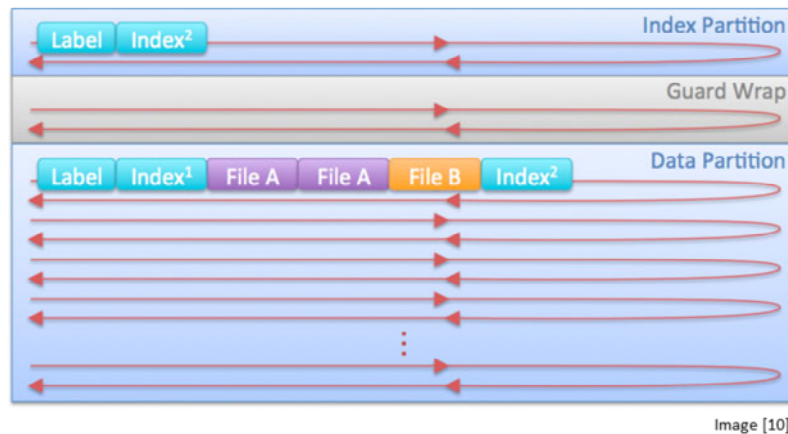 Index Partition
Label Index²
Guard Wrap
Data Partition
Label Index¹ File A File A File B Index²
Image [10]